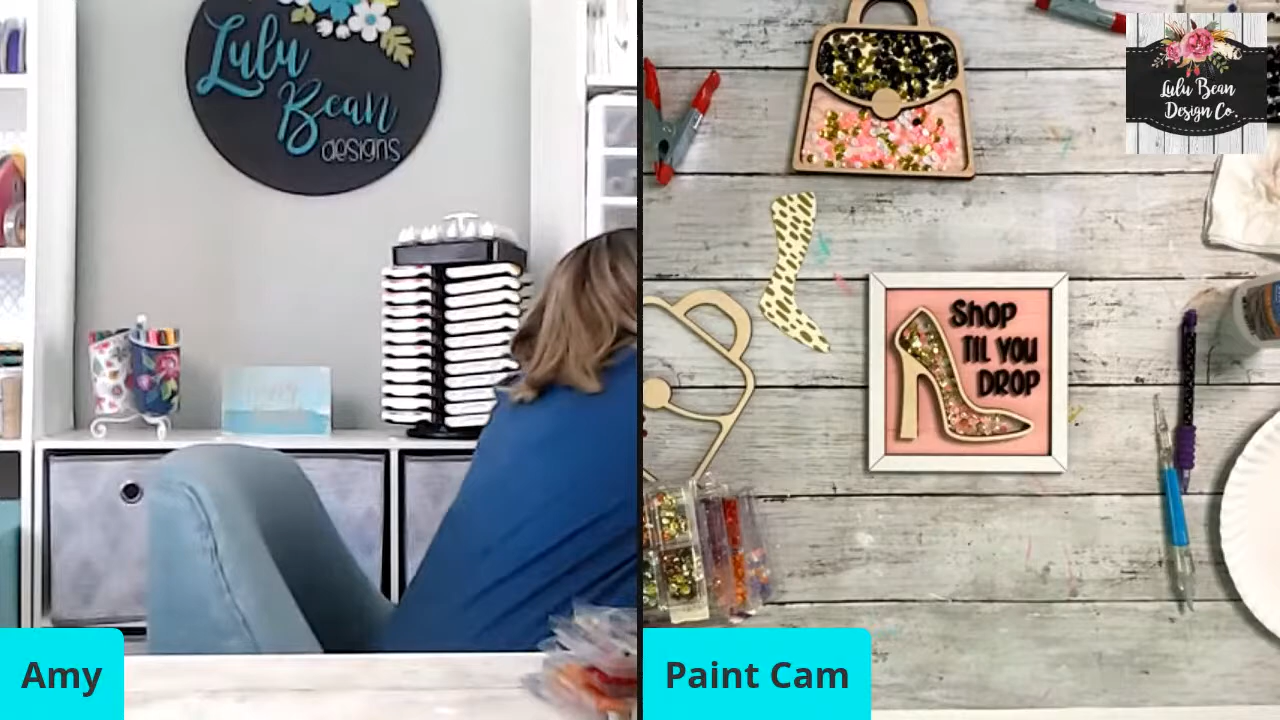 Lulu
Bean
designs
Amy
Lulu Bean
Design Co.
Shop
TIL YOU
DROP
Paint Cam